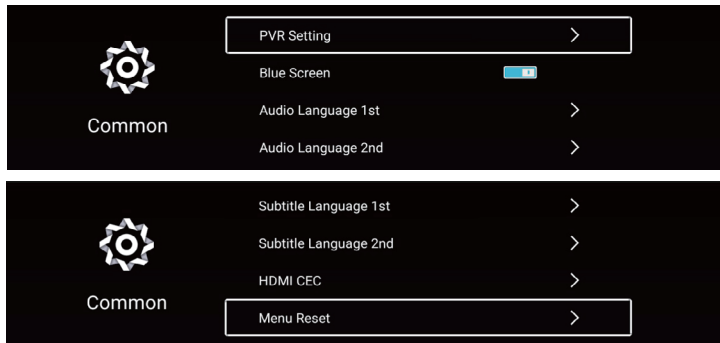 PVR Setting
Blue Screen
Audio Language 1st
Common
Audio Language 2nd
Subtitle Language 1st
Subtitle Language 2nd
HDMI CEC
Common
Menu Reset